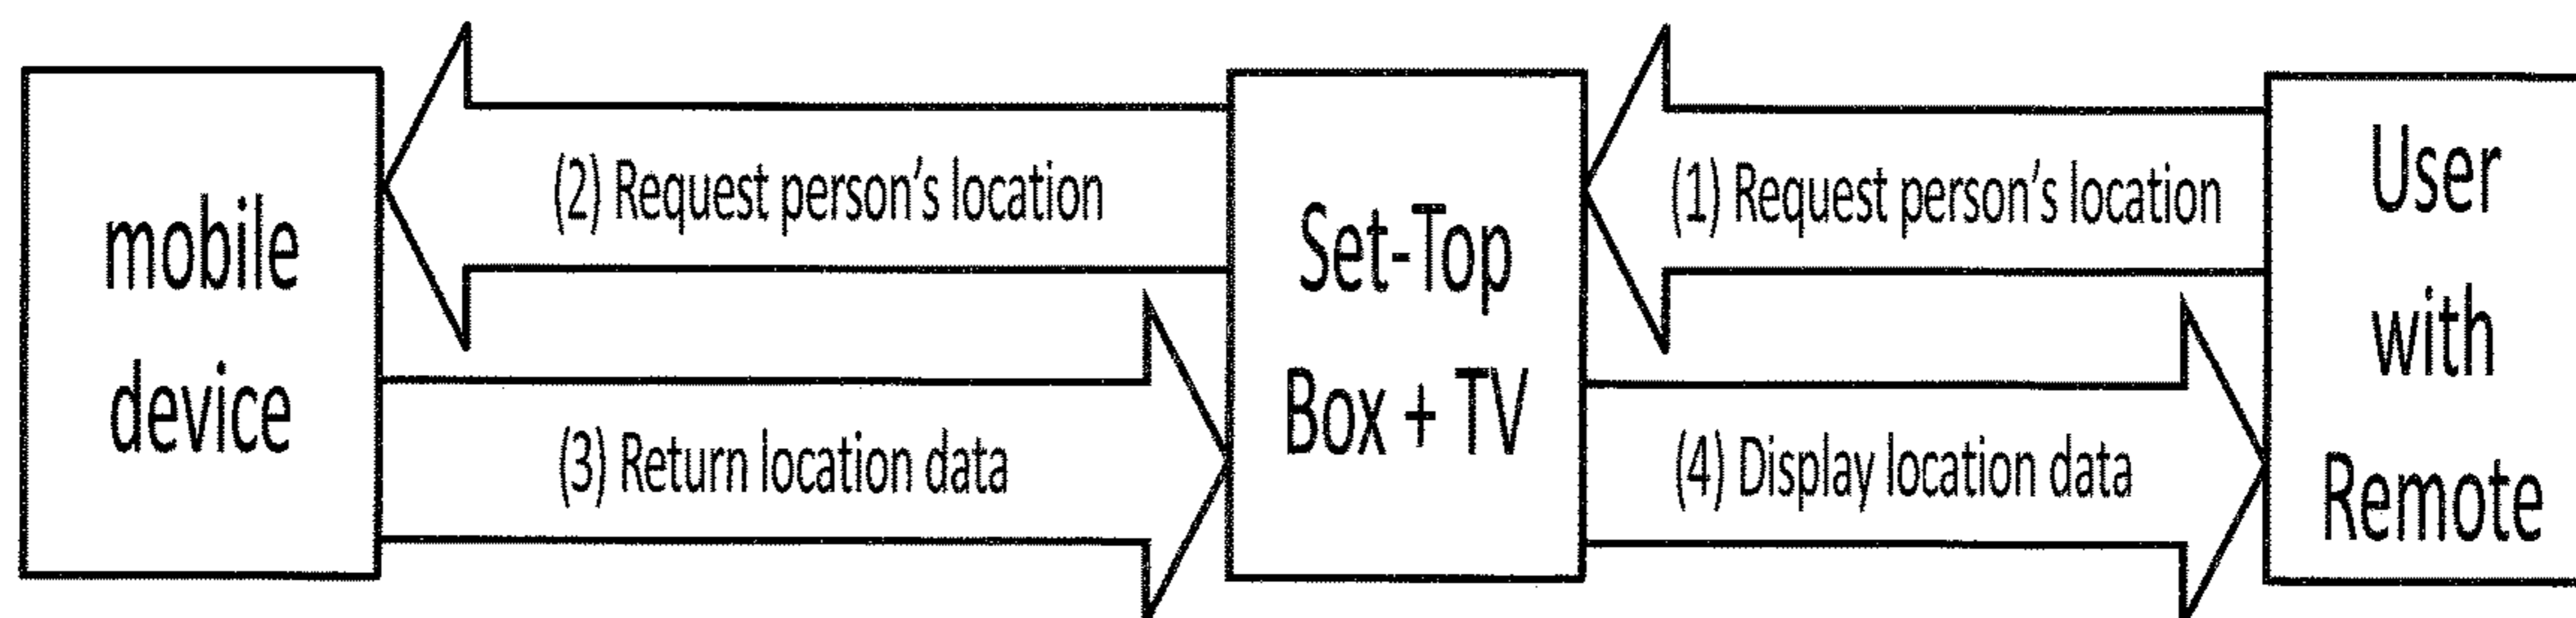 mobile
device
(2) Request person's location
(3) Return location data
Set-Top
Box + TV
(1) Request person's location
(4) Display location data
User
with
Remote